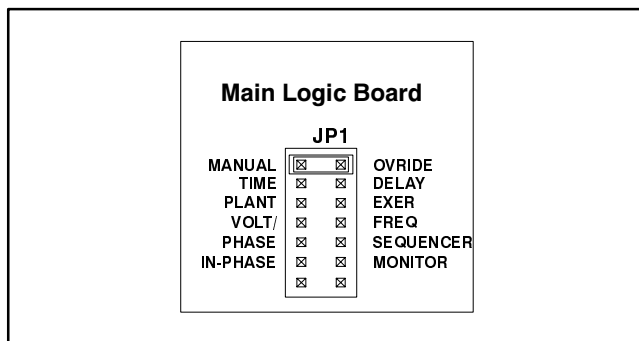 Main Logic Board
JP1
MANUAL OVRIDE
TIME DELAY
PLANT EXER
VOLT/ FREQ
PHASE SEQUENCER
IN-PHASE MONITOR